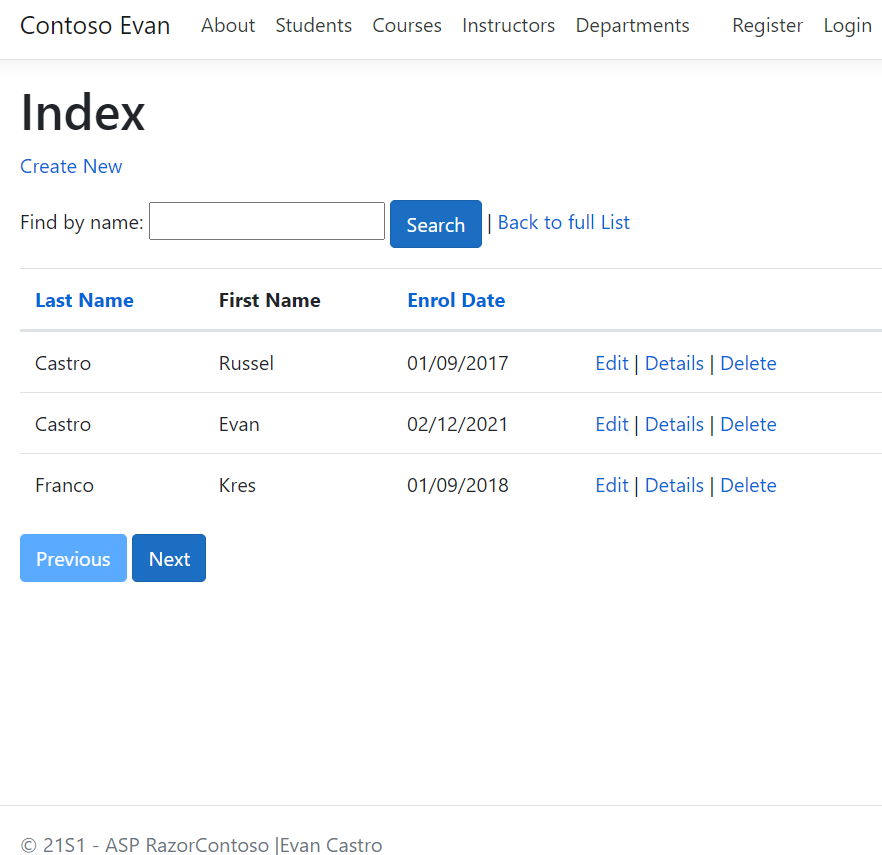 Contoso Evan About Students Courses Instructors Departments Register Login
Index
Create New
Find by name: Search | Back to full List
Last Name First Name Enrol Date
Castro Russel 01/09/2017 Edit | Details | Delete
Castro Evan 02/12/2021 Edit | Details | Delete
Franco Kres 01/09/2018 Edit | Details | Delete
Previous Next
© 21S1 - ASP RazorContoso |Evan Castro